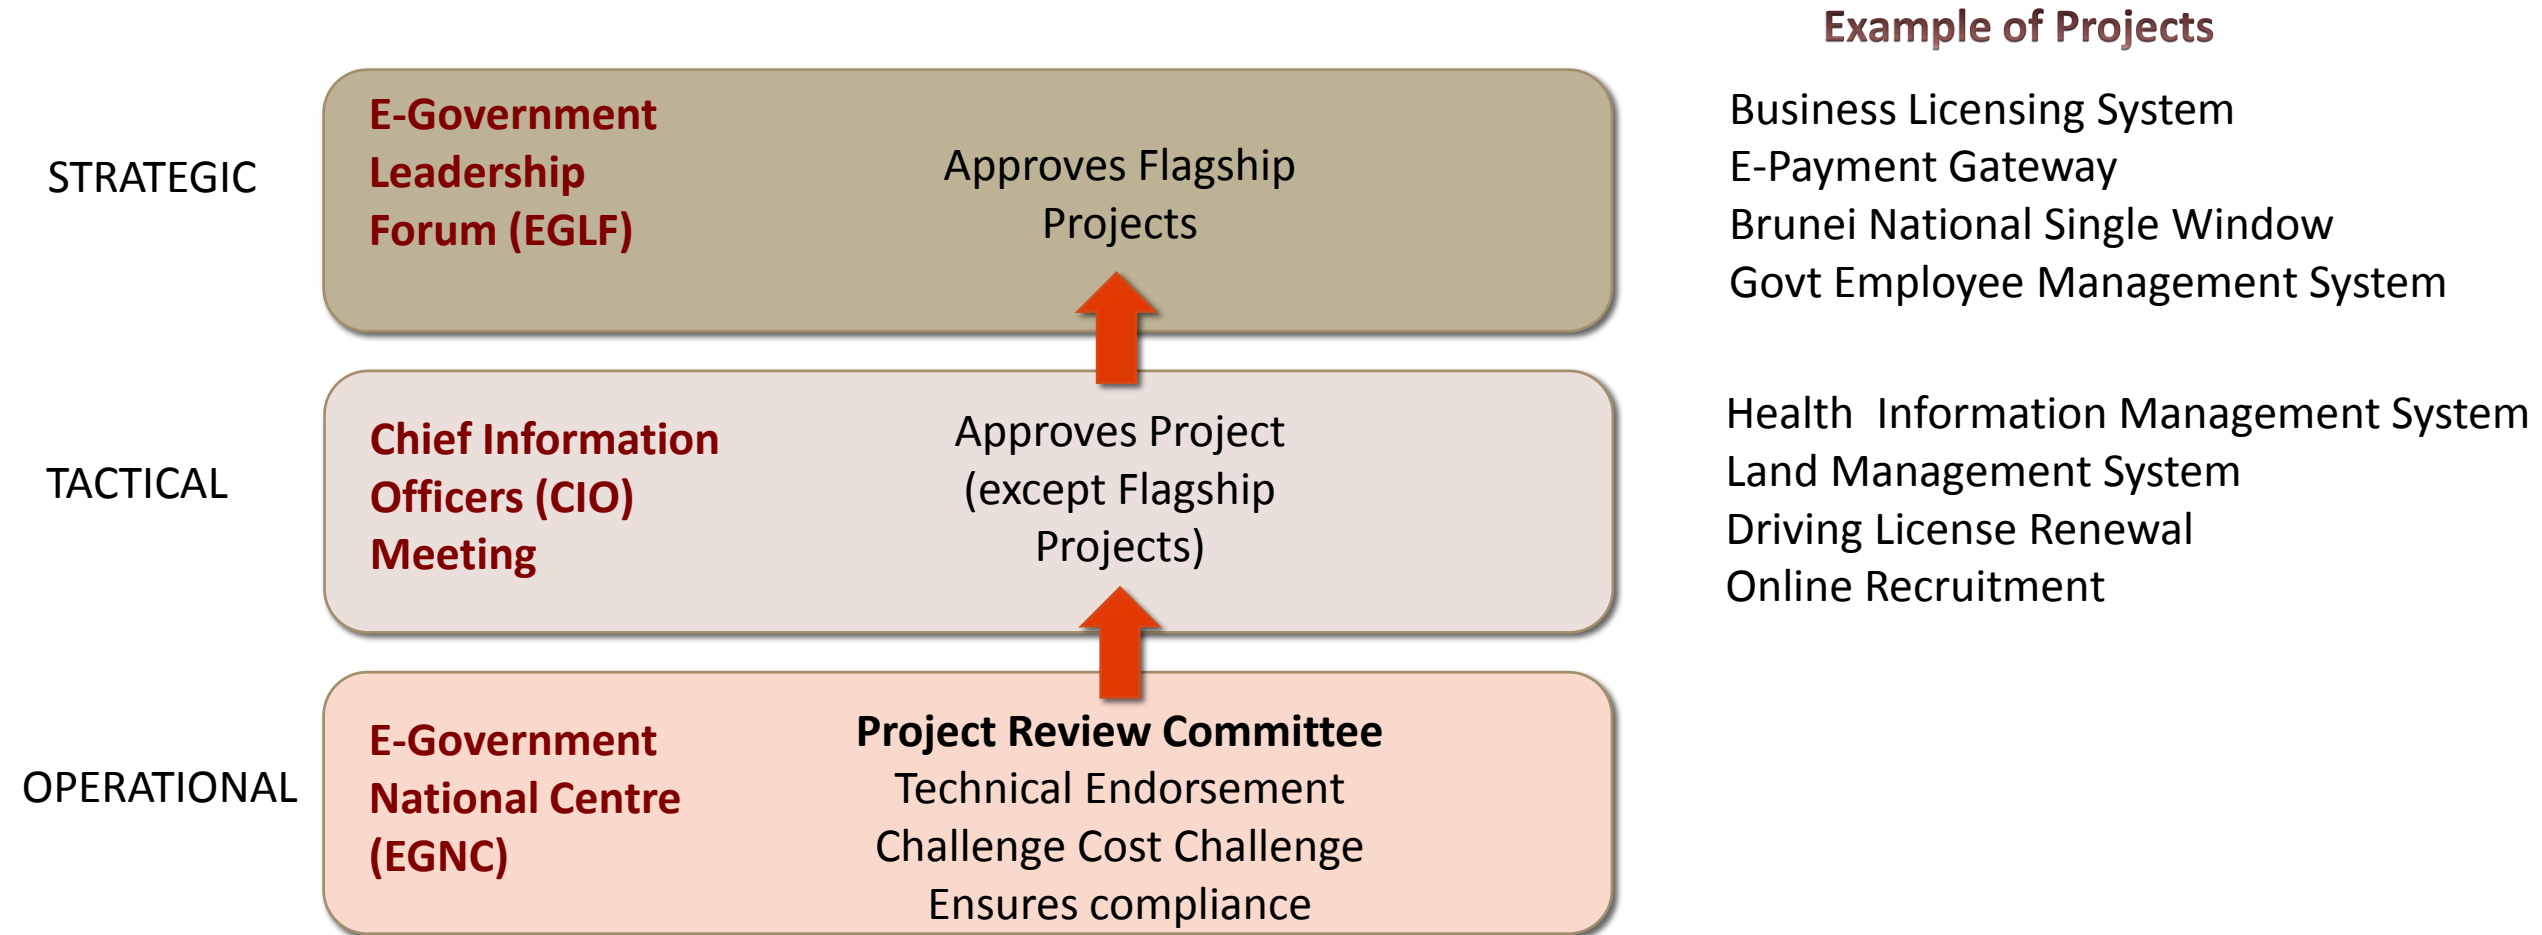 Example of Projects
STRATEGIC
E-Government
Leadership
Forum (EGLF)
Approves Flagship
Projects
Business Licensing System
E-Payment Gateway
Brunei National Single Window
Govt Employee Management System
TACTICAL
Chief Information
Officers (CIO)
Meeting
Approves Project
(except Flagship
Projects)
Health Information Management System
Land Management System
Driving License Renewal
Online Recruitment
OPERATIONAL
E-Government
National Centre
(EGNC)
Project Review Committee
Technical Endorsement
Challenge Cost Challenge
Ensures compliance